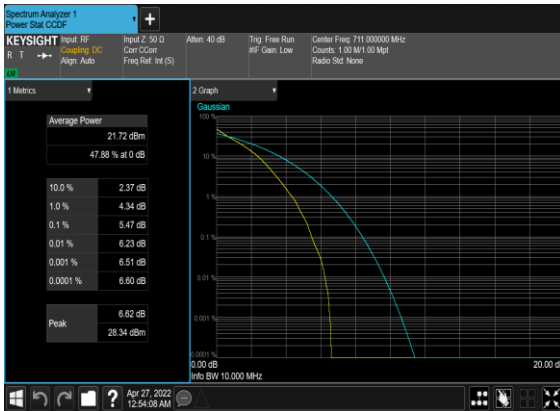 Spectrum Analyzer 1
Power Stat CCDF
+
KEYSIGHT
R T
LXI
Input: RF
Coupling: DC
Align: Auto
Input Z: 50 Ω
Corr CCorr
Freq Ref: Int (S)
Atten: 40 dB
Trig: Free Run
#IF Gain: Low
Center Freq: 711.000000 MHz
Counts: 1.00 M/1.00 Mpt
Radio Std: None
1 Metrics
Average Power
21.72 dBm
47.88 % at 0 dB
10.0 % 2.37 dB
1.0 % 4.34 dB
0.1 % 5.47 dB
0.01 % 6.23 dB
0.001 % 6.51 dB
0.0001 % 6.60 dB
Peak
6.62 dB
28.34 dBm
2 Graph
Gaussian
100 %
10 %
1 %
0.1 %
0.01 %
0.001 %
0.0001 %
0.00 dB
20.00 d
Info BW 10.000 MHz
?
Apr 27, 2022
12:54:08 AM